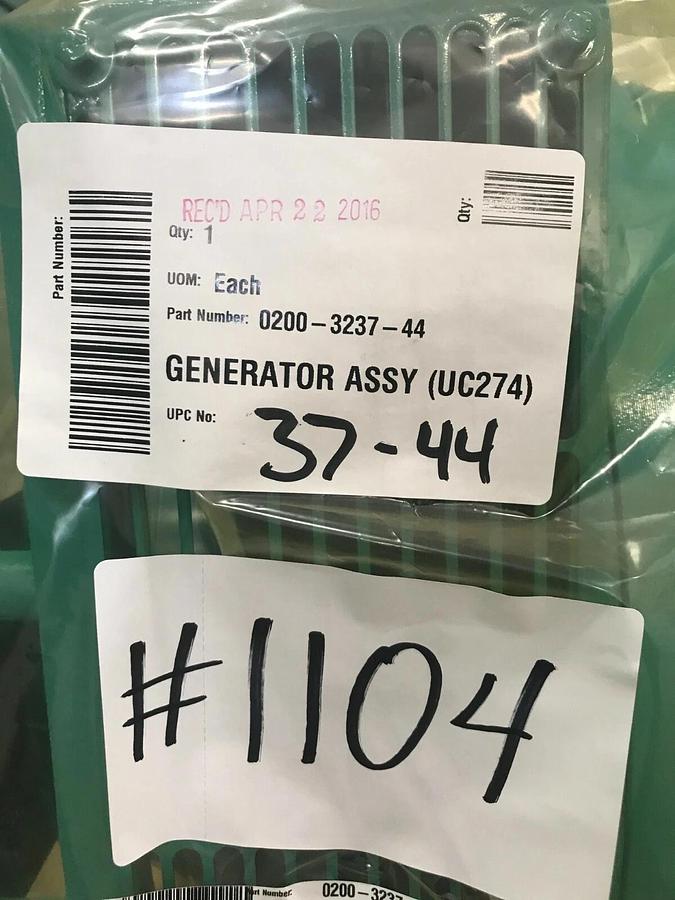 Part Number:
REC'D APR 22 2016
Qty:
Qty: 1
UOM: Each
Part Number: 0200-3237-44
GENERATOR ASSY (UC274)
UPC No:
37-44
#1104
Part Number: 0200-3237